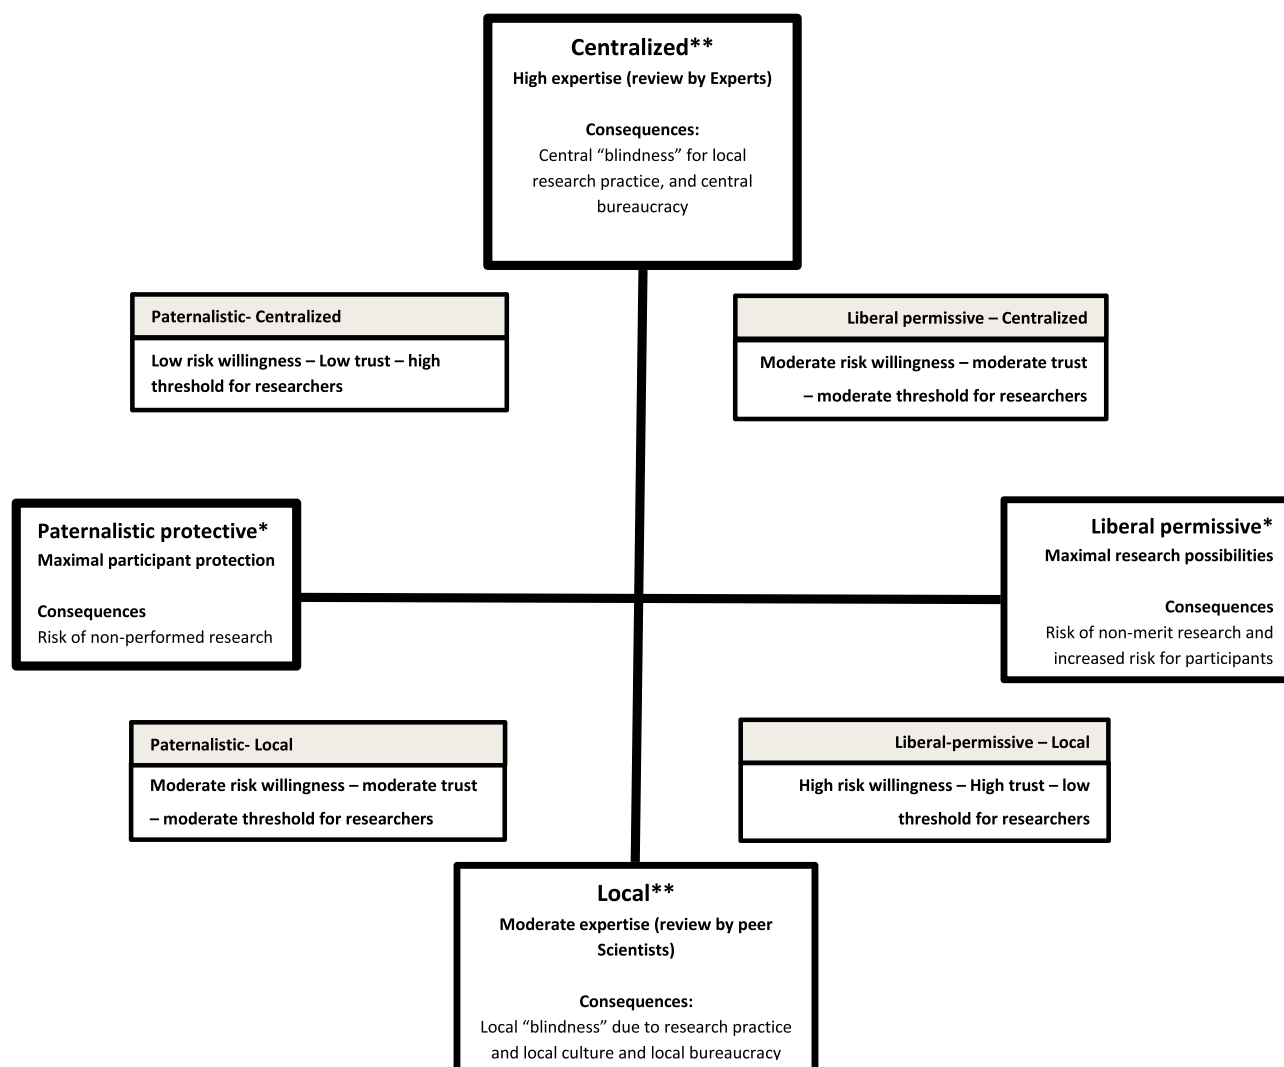 Centralized**
High expertise (review by Experts)
Consequences:
Central “blindness” for local
research practice, and central
bureaucracy
Paternalistic- Centralized
Low risk willingness – Low trust – high
threshold for researchers
Liberal permissive – Centralized
Moderate risk willingness – moderate trust
– moderate threshold for researchers
Paternalistic protective*
Maximal participant protection
Consequences
Risk of non-performed research
Liberal permissive*
Maximal research possibilities
Consequences
Risk of non-merit research and
increased risk for participants
Paternalistic- Local
Moderate risk willingness – moderate trust
– moderate threshold for researchers
Liberal-permissive – Local
High risk willingness – High trust – low
threshold for researchers
Local**
Moderate expertise (review by peer
Scientists)
Consequences:
Local “blindness” due to research practice
and local culture and local bureaucracy